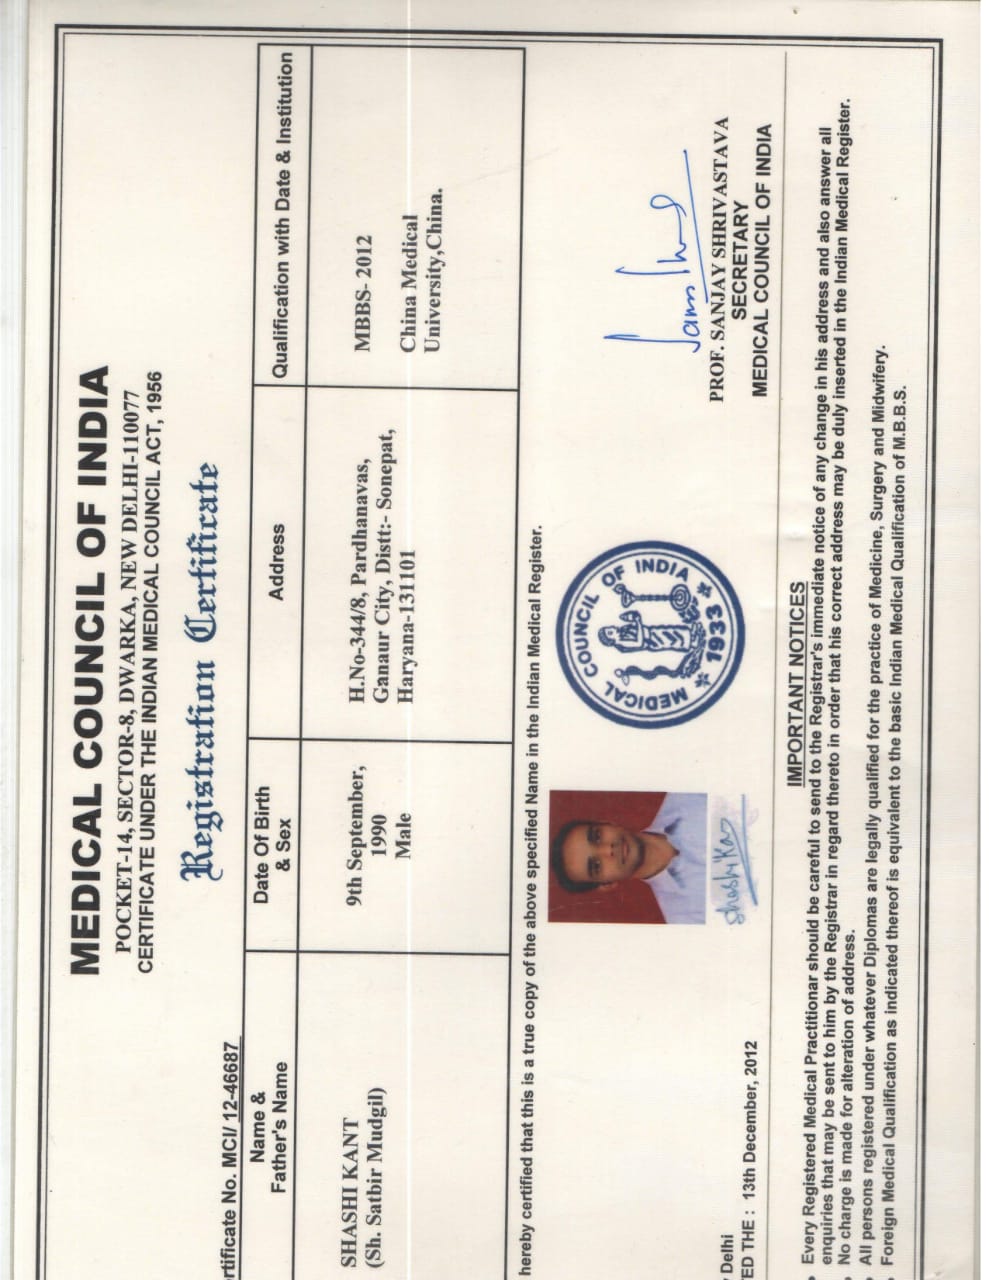 MEDICAL COUNCIL OF INDIA
POCKET-14, SECTOR-8, DWARKA, NEW DELHI-110077
CERTIFICATE UNDER THE INDIAN MEDICAL COUNCIL ACT, 1956
Registration Certificate
rtificate No. MCI/ 12-46687
Name &
Father's Name
Date Of Birth
& Sex
Address
Qualification with Date & Institution
SHASHI KANT
(Sh. Satbir Mudgil)
9th September,
1990
Male
H.No-344/8, Pardhanavas,
Ganaur City, Distt:- Sonepat,
Haryana-131101
MBBS- 2012
China Medical
University,China.
hereby certified that this is a true copy of the above specified Name in the Indian Medical Register.
MEDICAL COUNCIL OF INDIA
1933
Shashi Kant
PROF. SANJAY SHRIVASTAVA
SECRETARY
MEDICAL COUNCIL OF INDIA
Delhi
TED THE : 13th December, 2012
IMPORTANT NOTICES
Every Registered Medical Practitionar should be careful to send to the Registrar's immediate notice of any change in his address and also answer all
enquiries that may be sent to him by the Registrar in regard thereto in order that his correct address may be duly inserted in the Indian Medical Register.
No charge is made for alteration of address.
All persons registered under whatever Diplomas are legally qualified for the practice of Medicine, Surgery and Midwifery.
Foreign Medical Qualification as indicated thereof is equivalent to the basic Indian Medical Qualification of M.B.B.S.